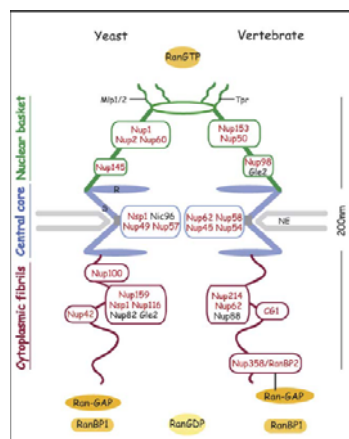 Yeast
Vertebrate
RanGTP
Mlp1/2
Tpr
Nuclear basket
Nup1
Nup2 Nup60
Nup153
Nup50
Nup145
Nup98
Gle2
R
Central core
S
Nsp1 Nic96
Nup49 Nup57
Nup62 Nup58
Nup45 Nup54
NE
200nm
Cytoplasmic fibrils
Nup100
Nup159
Nsp1 Nup116
Nup82 Gle2
Nup42
Nup214
Nup62
Nup88
CG1
Nup358/RanBP2
Ran-GAP
Ran-GAP
RanBP1
RanGDP
RanBP1